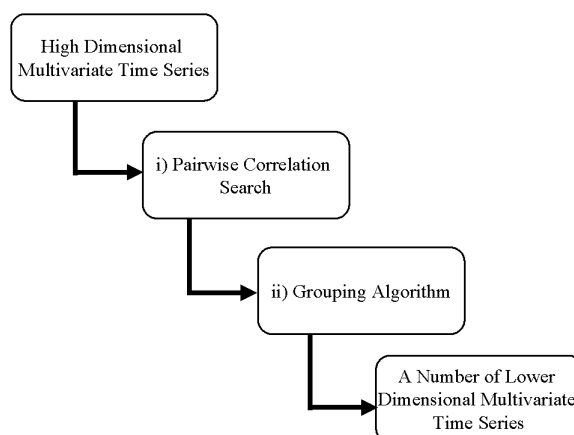 High Dimensional
Multivariate Time Series
i) Pairwise Correlation
Search
ii) Grouping Algorithm
A Number of Lower
Dimensional Multivariate
Time Series